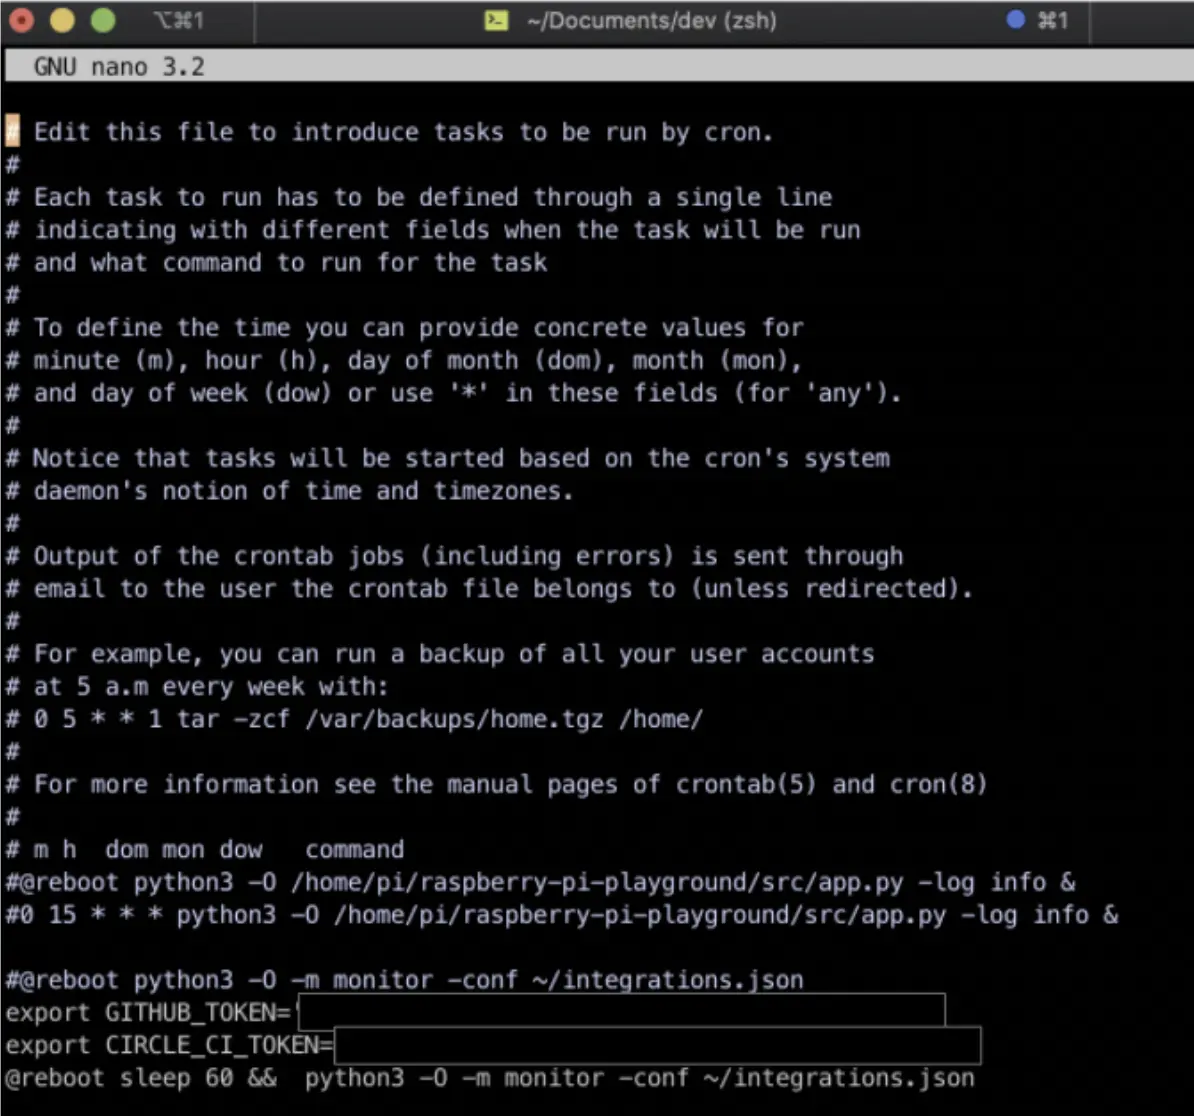 ⌥⌘1 ~/Documents/dev (zsh) ⌘1
GNU nano 3.2
# Edit this file to introduce tasks to be run by cron.
#
# Each task to run has to be defined through a single line
# indicating with different fields when the task will be run
# and what command to run for the task
#
# To define the time you can provide concrete values for
# minute (m), hour (h), day of month (dom), month (mon),
# and day of week (dow) or use '*' in these fields (for 'any').
#
# Notice that tasks will be started based on the cron's system
# daemon's notion of time and timezones.
#
# Output of the crontab jobs (including errors) is sent through
# email to the user the crontab file belongs to (unless redirected).
#
# For example, you can run a backup of all your user accounts
# at 5 a.m every week with:
# 0 5 * * 1 tar -zcf /var/backups/home.tgz /home/
#
# For more information see the manual pages of crontab(5) and cron(8)
#
# m h  dom mon dow   command
#@reboot python3 -O /home/pi/raspberry-pi-playground/src/app.py -log info &
#0 15 * * * python3 -O /home/pi/raspberry-pi-playground/src/app.py -log info &
#@reboot python3 -O -m monitor -conf ~/integrations.json
export GITHUB_TOKEN='
export CIRCLE_CI_TOKEN=
@reboot sleep 60 &&  python3 -O -m monitor -conf ~/integrations.json